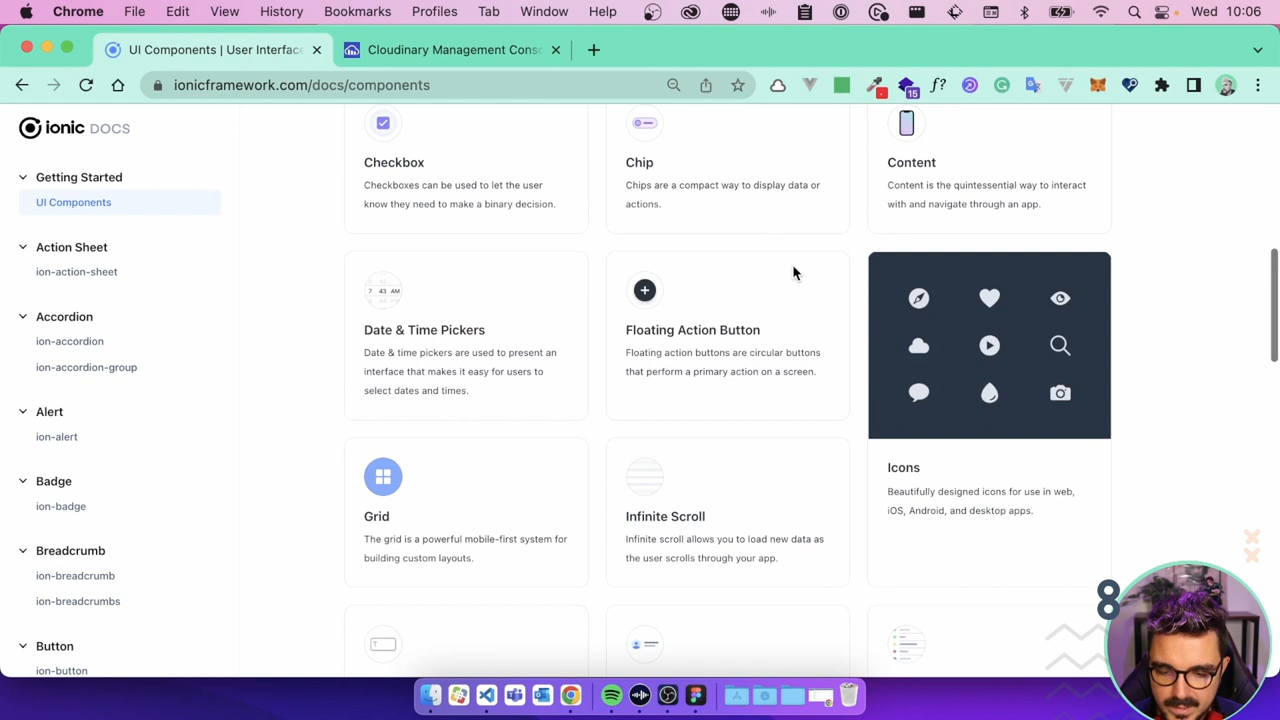 Chrome File Edit View History Bookmarks Profiles Tab Window Help Wed 10:06
UI Components | User Interface Cloudinary Management Cons
ionicframework.com/docs/components 15 f?
ionic DOCS
Getting Started
UI Components
Action Sheet
ion-action-sheet
Accordion
ion-accordion
ion-accordion-group
Alert
ion-alert
Badge
ion-badge
Breadcrumb
ion-breadcrumb
ion-breadcrumbs
Button
ion-button
Checkbox
Checkboxes can be used to let the user
know they need to make a binary decision.
Chip
Chips are a compact way to display data or
actions.
Content
Content is the quintessential way to interact
with and navigate through an app.
7 43 AM
Date & Time Pickers
Date & time pickers are used to present an
interface that makes it easy for users to
select dates and times.
Floating Action Button
Floating action buttons are circular buttons
that perform a primary action on a screen.
Icons
Beautifully designed icons for use in web,
iOS, Android, and desktop apps.
Grid
The grid is a powerful mobile-first system for
building custom layouts.
Infinite Scroll
Infinite scroll allows you to load new data as
the user scrolls through your app.